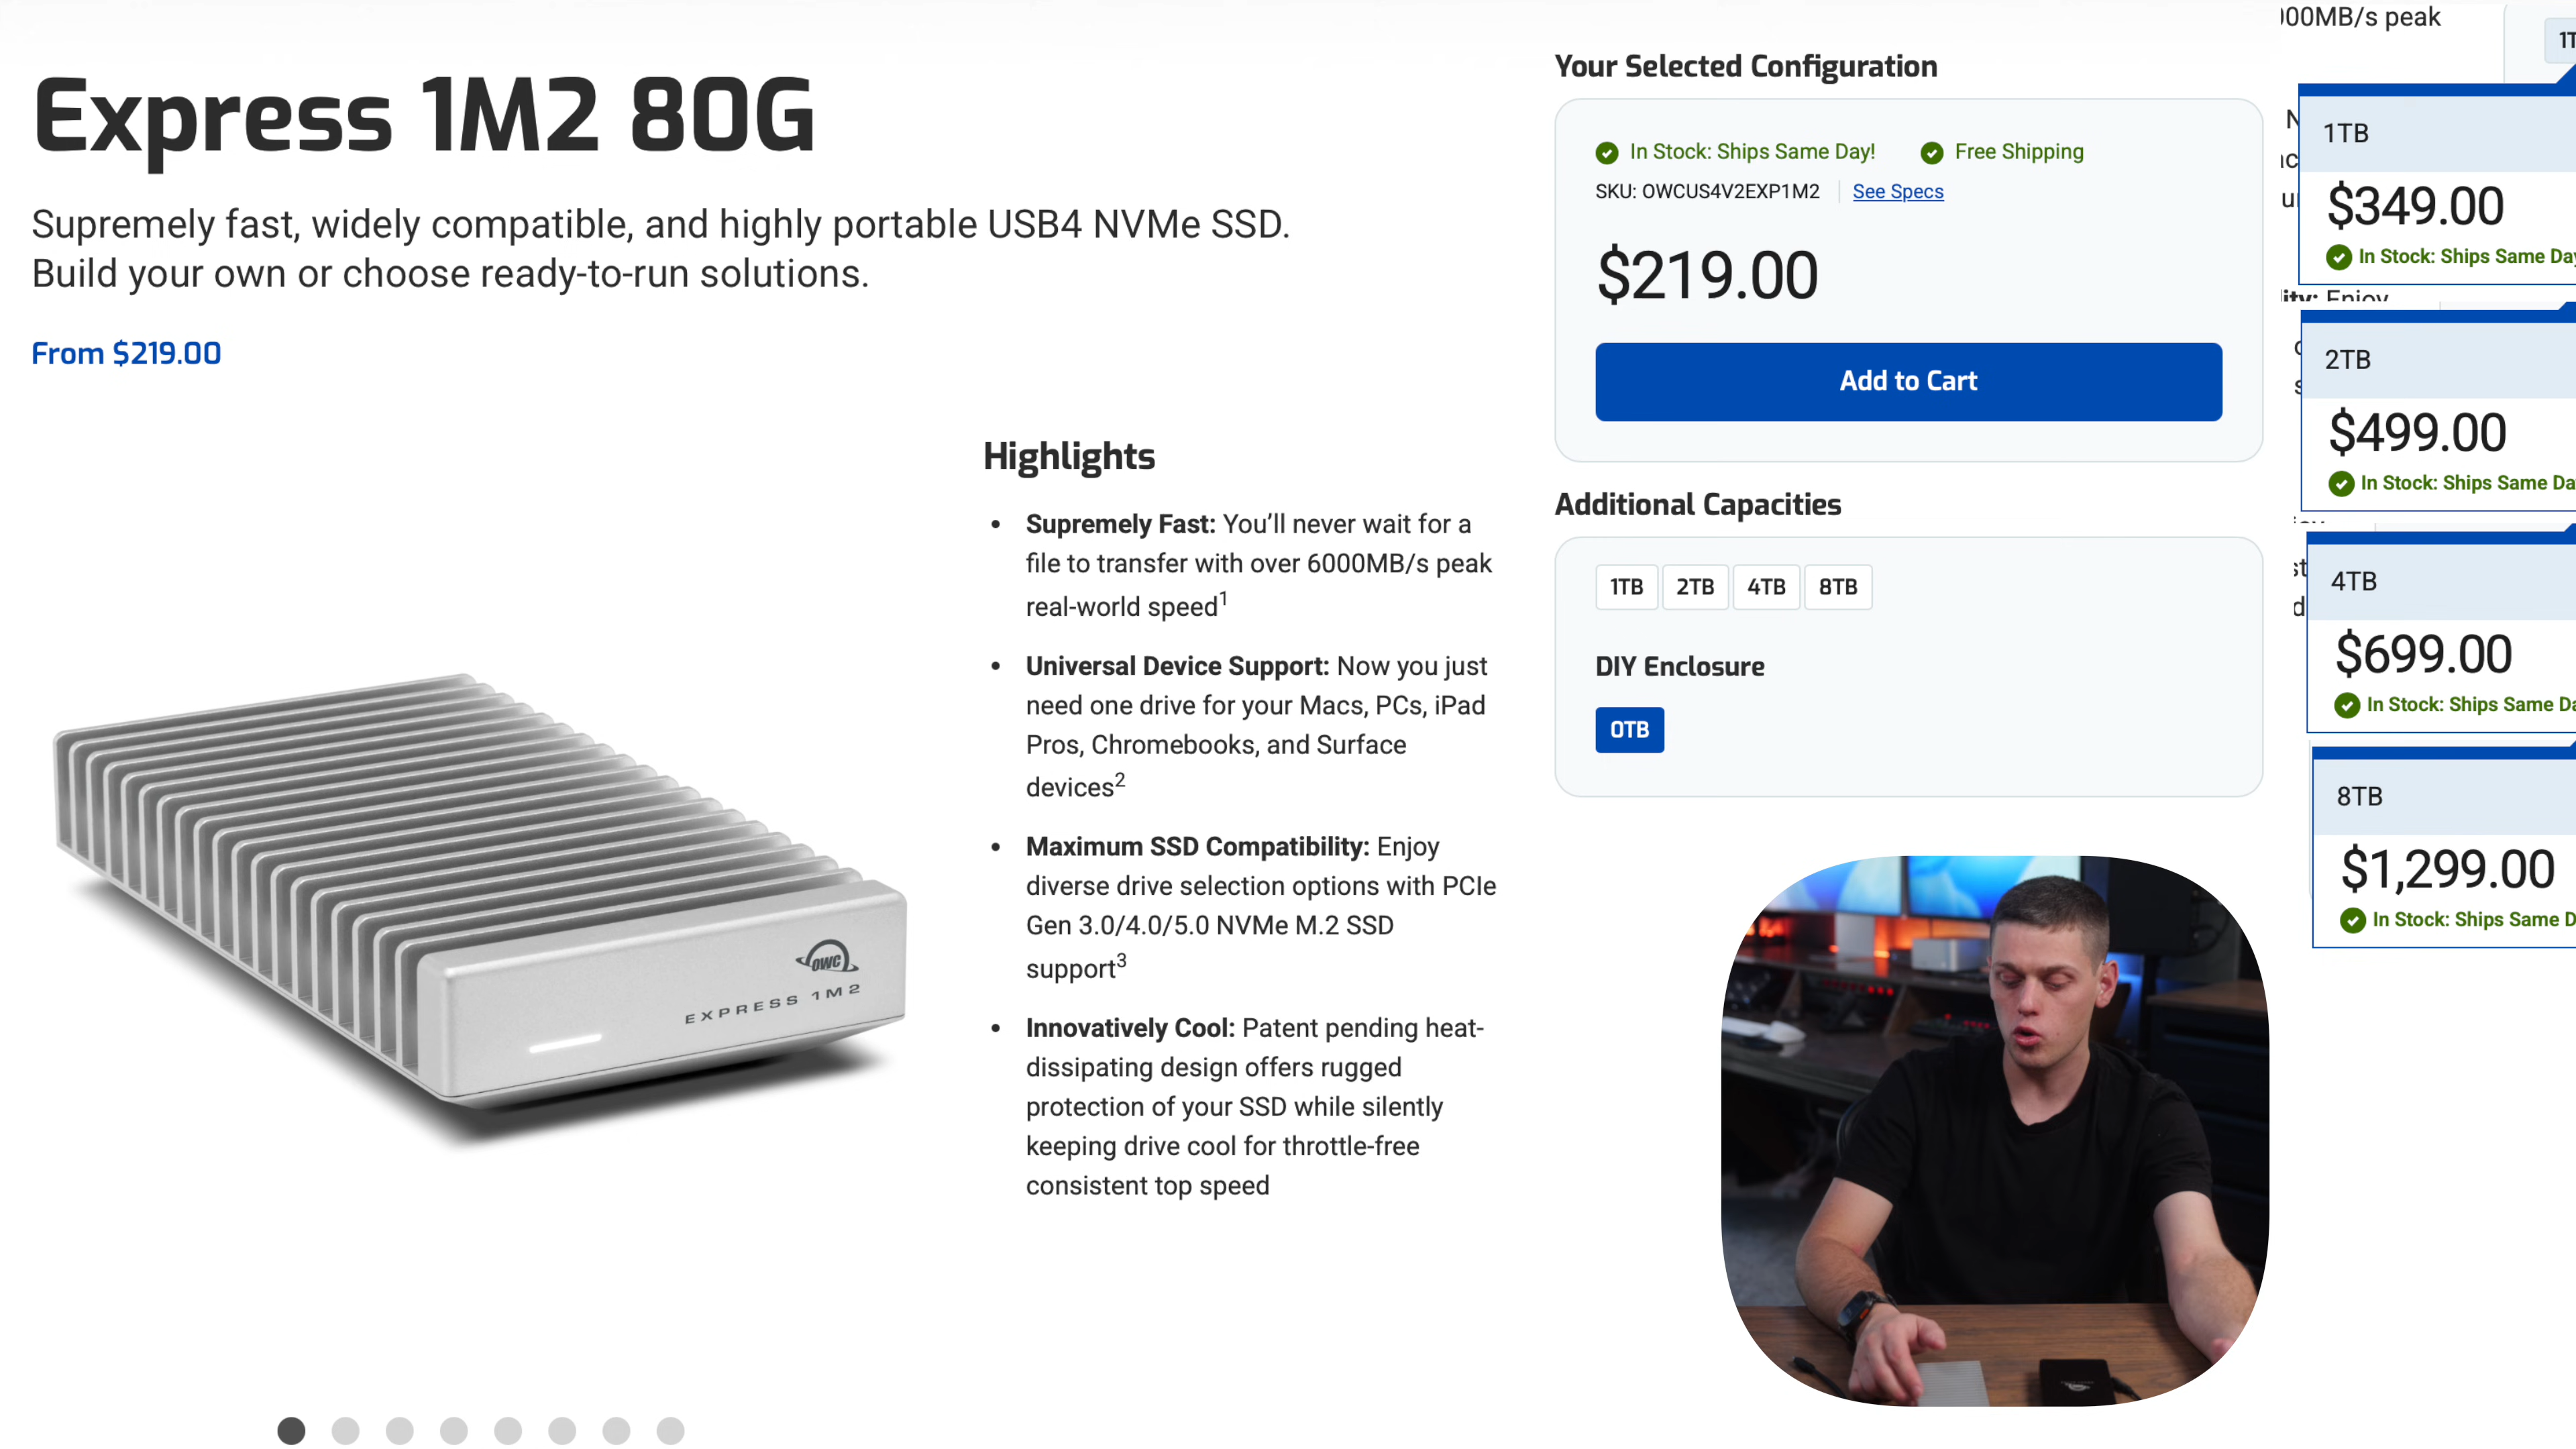 Express 1M2 80G
Supremely fast, widely compatible, and highly portable USB4 NVMe SSD.
Build your own or choose ready-to-run solutions.
From $219.00
OWC
EXPRESS 1M2
Highlights
• Supremely Fast: You’ll never wait for a
file to transfer with over 6000MB/s peak
real-world speed1
• Universal Device Support: Now you just
need one drive for your Macs, PCs, iPad
Pros, Chromebooks, and Surface
devices2
• Maximum SSD Compatibility: Enjoy
diverse drive selection options with PCIe
Gen 3.0/4.0/5.0 NVMe M.2 SSD
support3
• Innovatively Cool: Patent pending heat-
dissipating design offers rugged
protection of your SSD while silently
keeping drive cool for throttle-free
consistent top speed
Your Selected Configuration
In Stock: Ships Same Day! Free Shipping
SKU: OWCUS4V2EXP1M2 See Specs
$219.00
Add to Cart
Additional Capacities
1TB 2TB 4TB 8TB
DIY Enclosure
0TB
000MB/s peak
1TB
$349.00
In Stock: Ships Same Day
Enjoy
2TB
$499.00
In Stock: Ships Same Da
4TB
$699.00
In Stock: Ships Same Da
8TB
$1,299.00
In Stock: Ships Same D